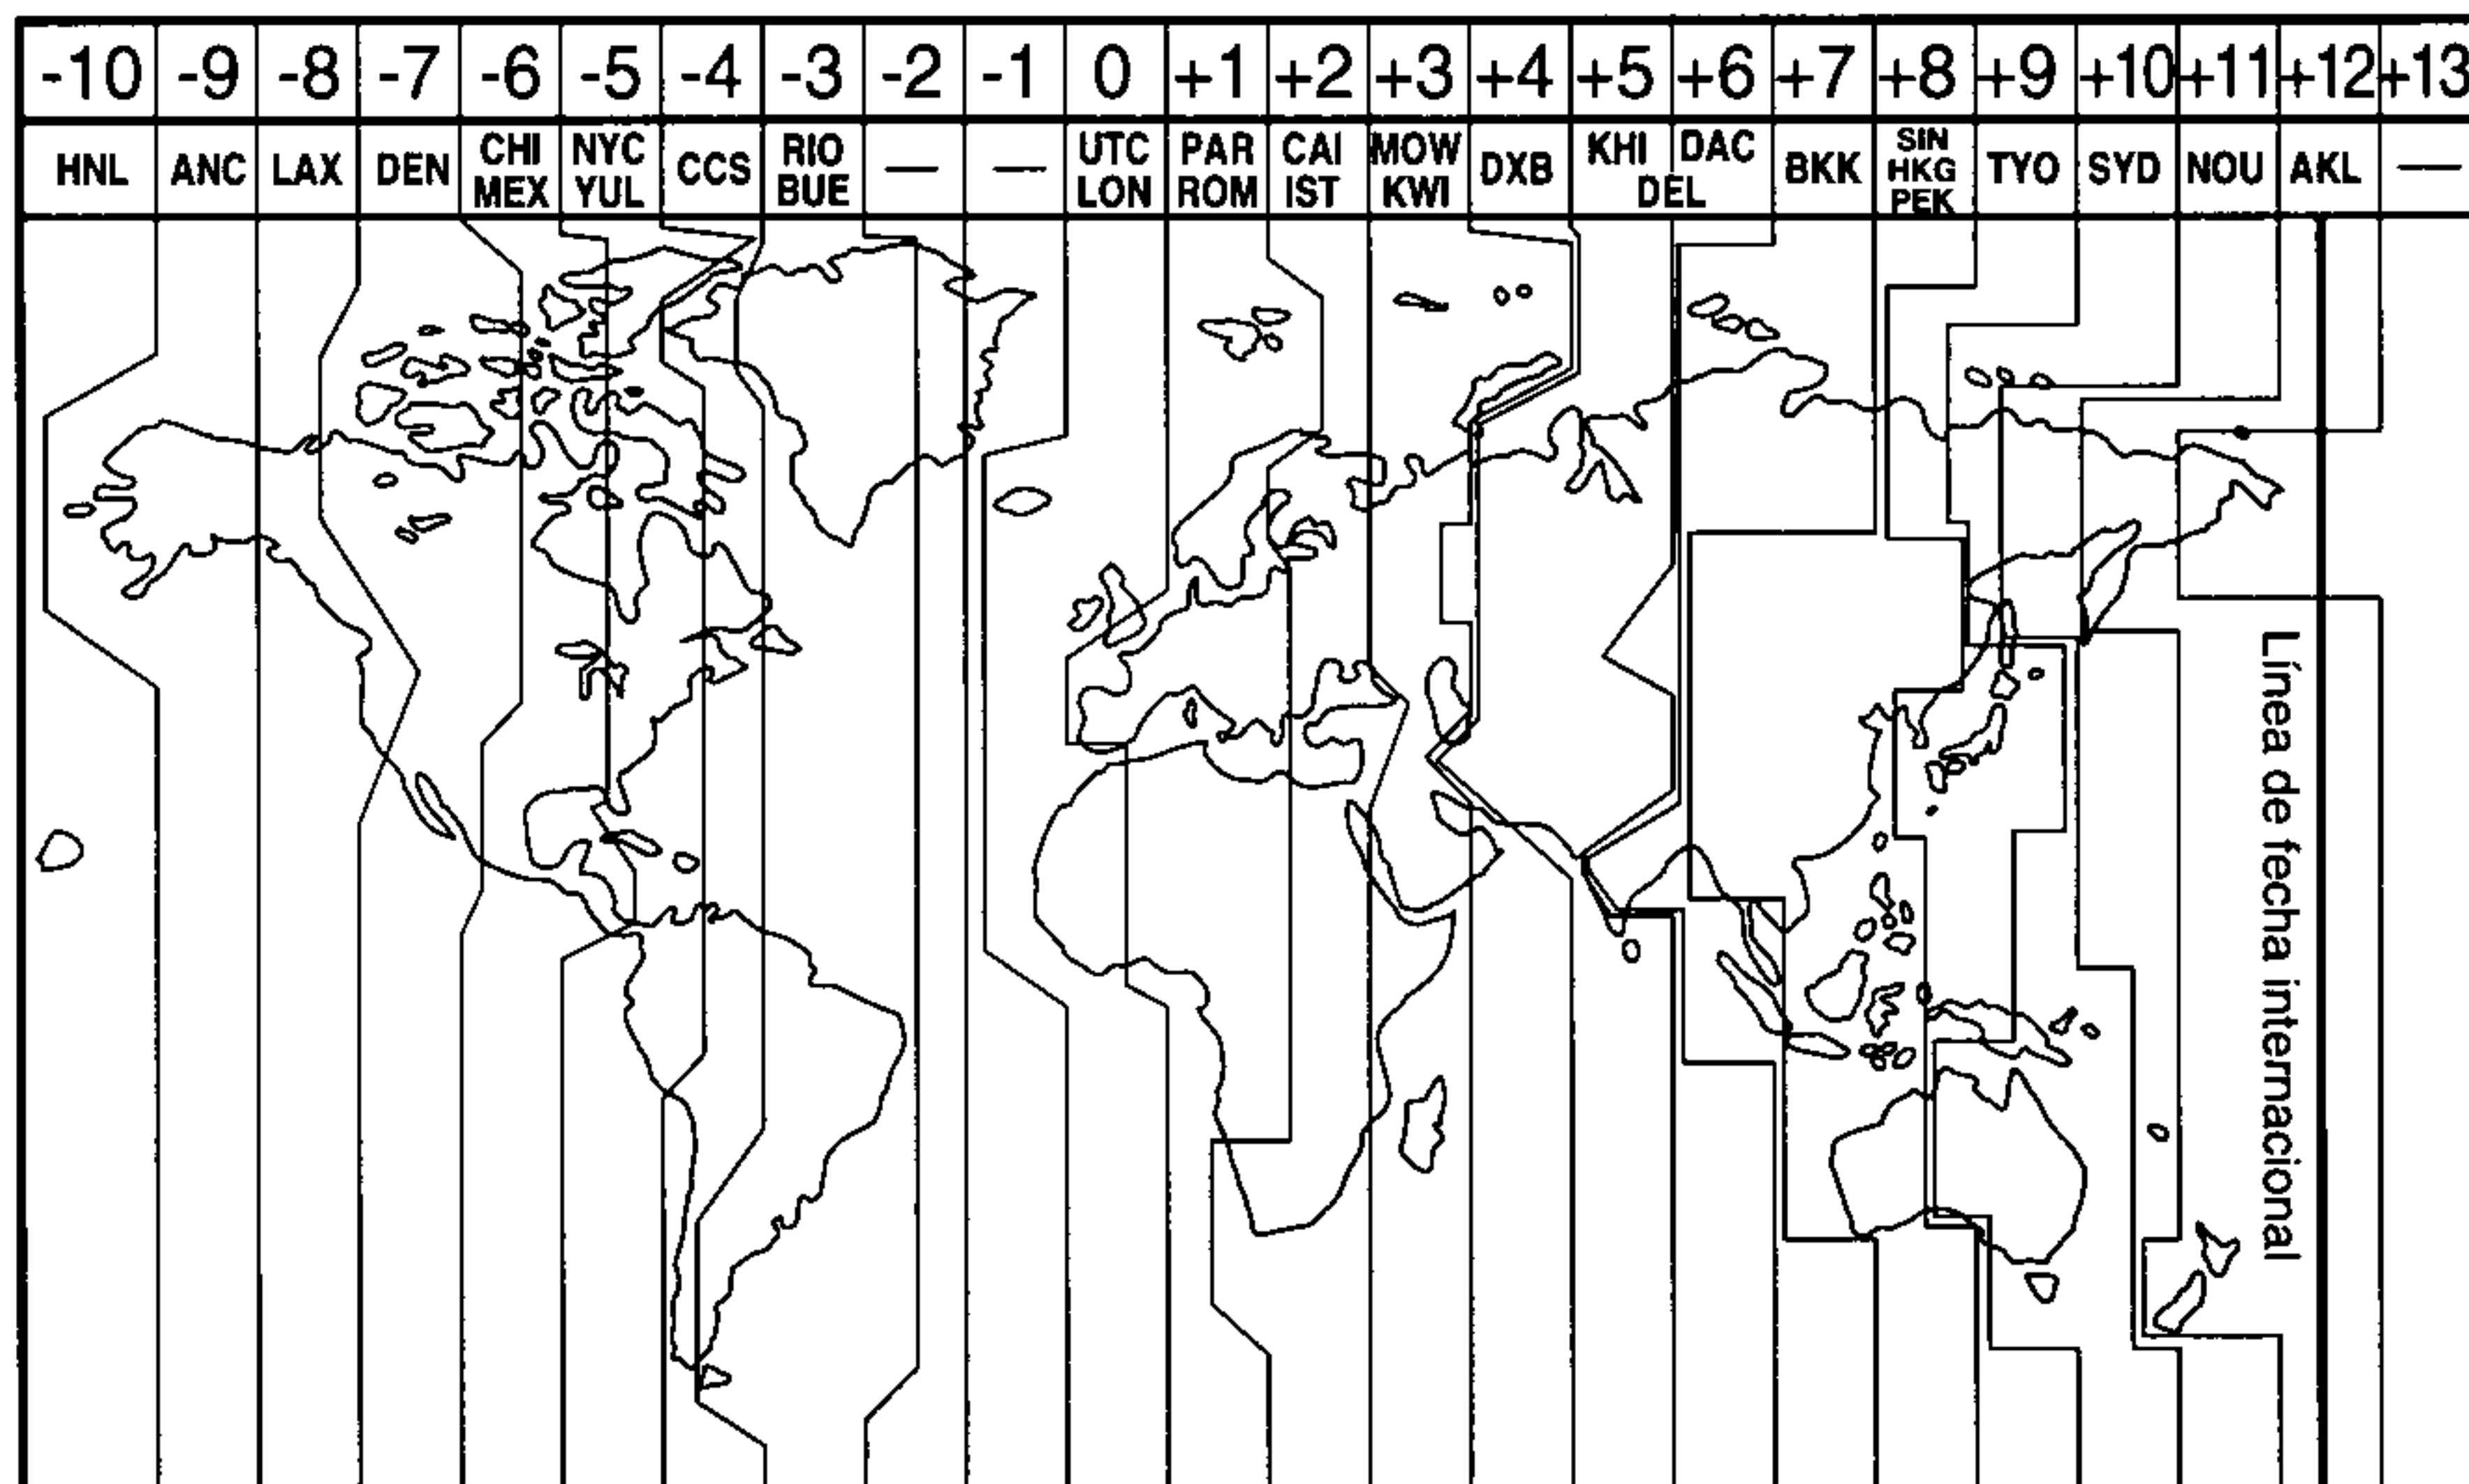 -10 -9 -8 -7 -6 -5 -4 -3 -2 -1 0 +1 +2 +3 +4 +5 +6 +7 +8 +9 +10 +11 +12 +13
HNL ANC LAX DEN CHI MEX NYC YUL CCS RIO BUE — — UTC LON PAR ROM CAI IST MOW KWI DXB KHI DAC DEL BKK SIN HKG PEK TYO SYD NOU AKL —
Línea de fecha internacional